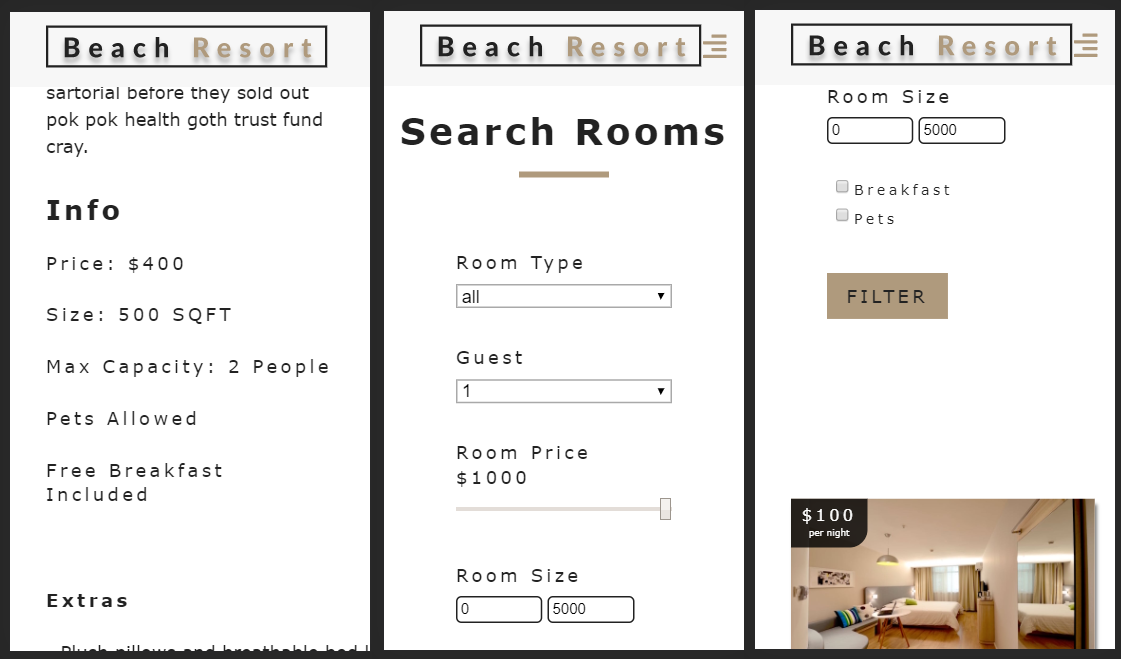 Beach Resort
sartorial before they sold out
pok pok health goth trust fund
cray.
Info
Price: $400
Size: 500 SQFT
Max Capacity: 2 People
Pets Allowed
Free Breakfast
Included
Extras
Plush pillows and breathable bed l
Beach Resort
Search Rooms
Room Type
all
Guest
1
Room Price
$1000
Room Size
0 5000
Beach Resort
Room Size
0 5000
Breakfast
Pets
FILTER
$100
per night